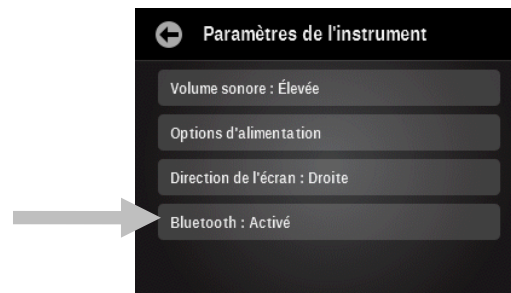 Paramètres de l'instrument
Volume sonore : Élevée
Options d'alimentation
Direction de l'écran : Droite
Bluetooth : Activé